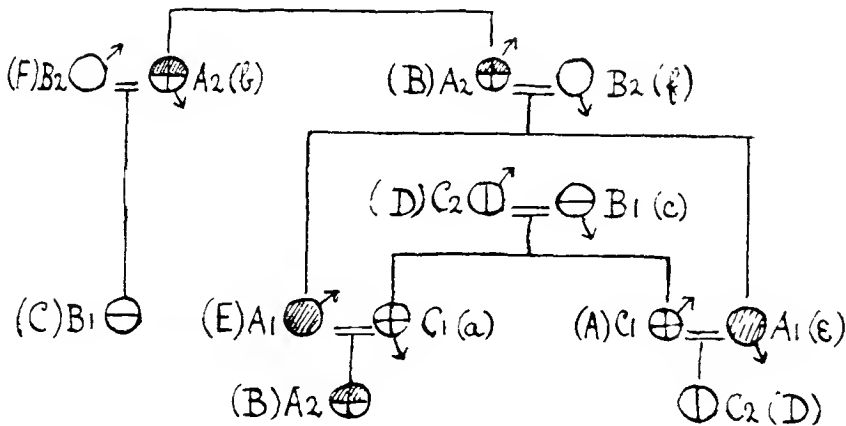 (F) B2 A2 (b) (B) A2 B2 (f)
(D) C2 B1 (c)
(C) B1 (E) A1 C1 (a) (A) C1 A1 (e)
(B) A2 C2 (D)